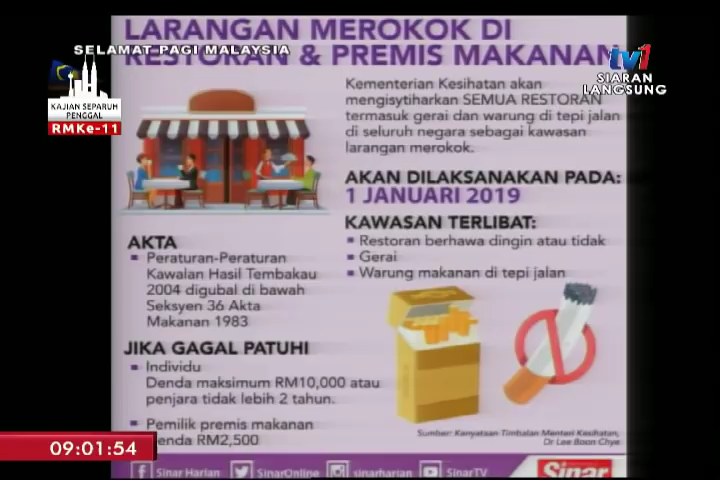 LARANGAN MEROKOK DI
RESTORAN & PREMIS MAKANAN
SELAMAT PAGI MALAYSIA
tv1
SIARAN
LANGSUNG
KAJIAN SEPARUH
PENGGAL
RMKe-11
Kementerian Kesihatan akan
mengisytiharkan SEMUA RESTORAN
termasuk gerai dan warung di tepi jalan
di seluruh negara sebagai kawasan
larangan merokok.
AKAN DILAKSANAKAN PADA:
1 JANUARI 2019
KAWASAN TERLIBAT:
Restoran berhawa dingin atau tidak
Gerai
Warung makanan di tepi jalan
AKTA
Peraturan-Peraturan
Kawalan Hasil Tembakau
2004 digubal di bawah
Seksyen 36 Akta
Makanan 1983
JIKA GAGAL PATUHI
Individu
Denda maksimum RM10,000 atau
penjara tidak lebih 2 tahun.
Pemilik premis makanan
Denda RM2,500
Sumber: Kenyataan Timbalan Menteri Kesihatan,
Dr Lee Boon Chye
09:01:54
Sinar Harian
SinarOnline
sinarharian
SinarTV
Sinar